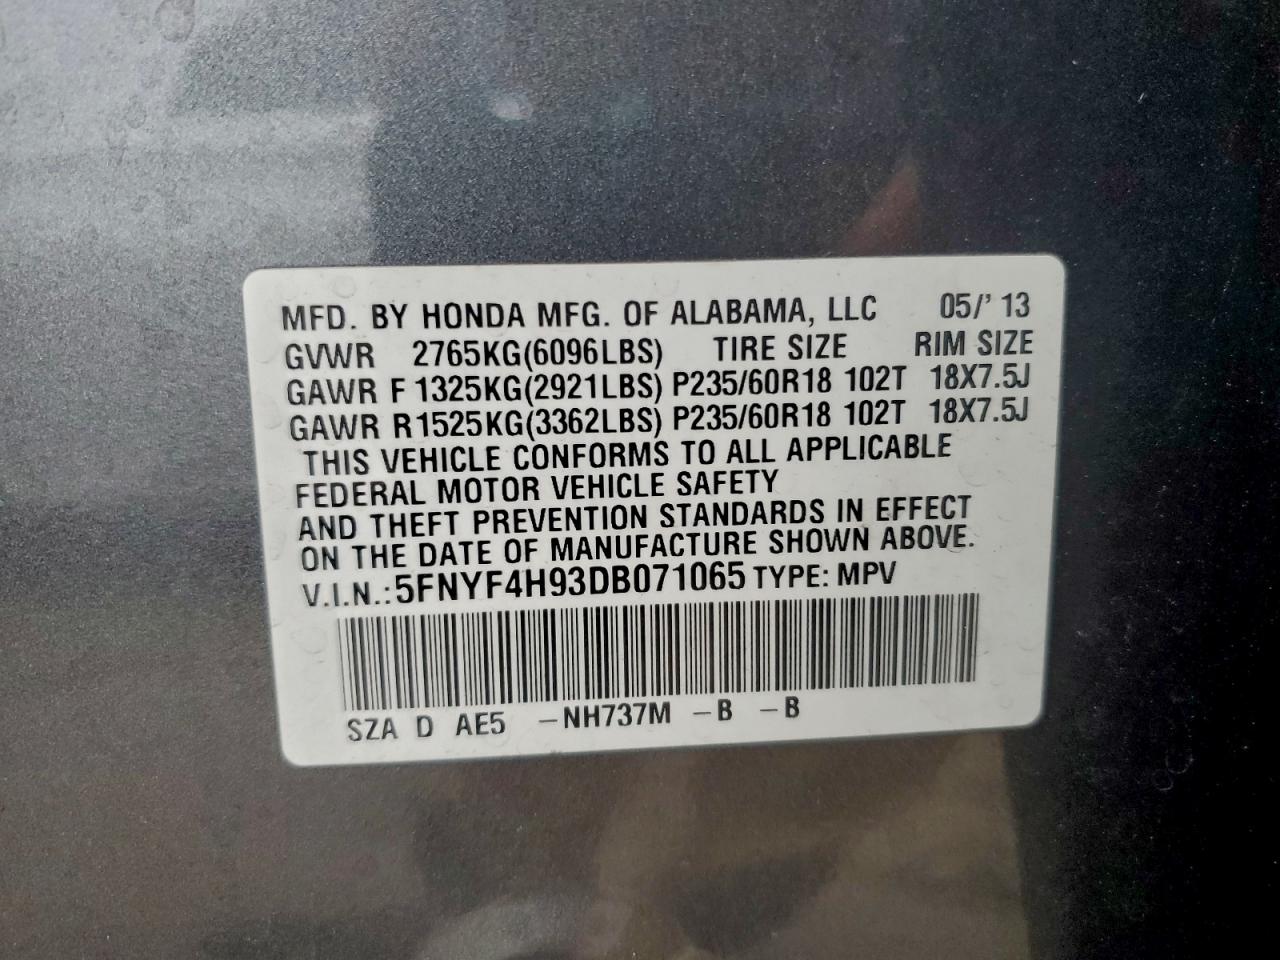 MFD. BY HONDA MFG. OF ALABAMA, LLC 05/' 13
GVWR 2765KG(6096LBS) TIRE SIZE RIM SIZE
GAWR F 1325KG(2921LBS) P235/60R18 102T 18X7.5J
GAWR R1525KG(3362LBS) P235/60R18 102T 18X7.5J
THIS VEHICLE CONFORMS TO ALL APPLICABLE
FEDERAL MOTOR VEHICLE SAFETY
AND THEFT PREVENTION STANDARDS IN EFFECT
ON THE DATE OF MANUFACTURE SHOWN ABOVE.
V.I.N.:5FNYF4H93DB071065 TYPE: MPV
SZA D AE5 –NH737M –B –B